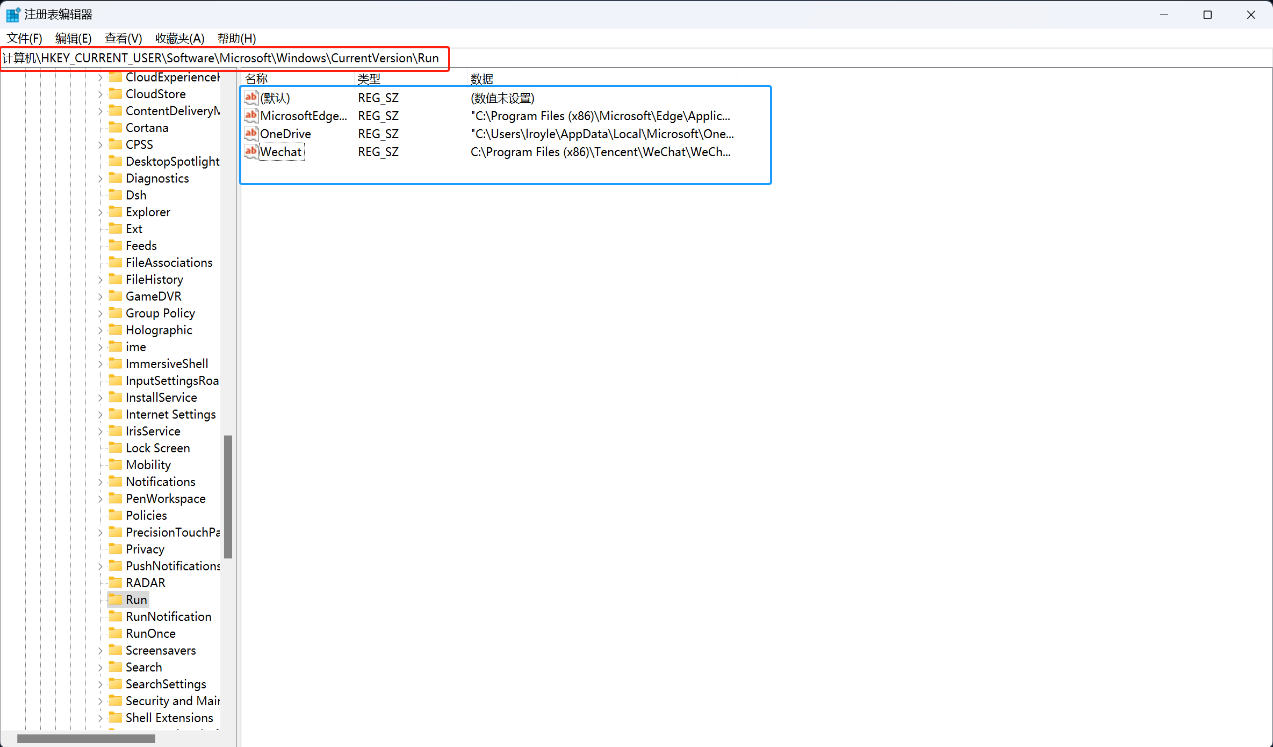 注册表编辑器
文件(F) 编辑(E) 查看(V) 收藏夹(A) 帮助(H)
计算机\HKEY_CURRENT_USER\Software\Microsoft\Windows\CurrentVersion\Run
CloudExperienceH
CloudStore
ContentDeliveryM
Cortana
CPSS
DesktopSpotlight
Diagnostics
Dsh
Explorer
Ext
Feeds
FileAssociations
FileHistory
GameDVR
Group Policy
Holographic
ime
ImmersiveShell
InputSettingsRoa
InstallService
Internet Settings
IrisService
Lock Screen
Mobility
Notifications
PenWorkspace
Policies
PrecisionTouchPa
Privacy
PushNotifications
RADAR
Run
RunNotification
RunOnce
Screensavers
Search
SearchSettings
Security and Main
Shell Extensions
名称 类型 数据
(默认) REG_SZ (数值未设置)
MicrosoftEdge... REG_SZ "C:\Program Files (x86)\Microsoft\Edge\Applic...
OneDrive REG_SZ "C:\Users\lroyle\AppData\Local\Microsoft\One...
Wechat REG_SZ C:\Program Files (x86)\Tencent\WeChat\WeCh...